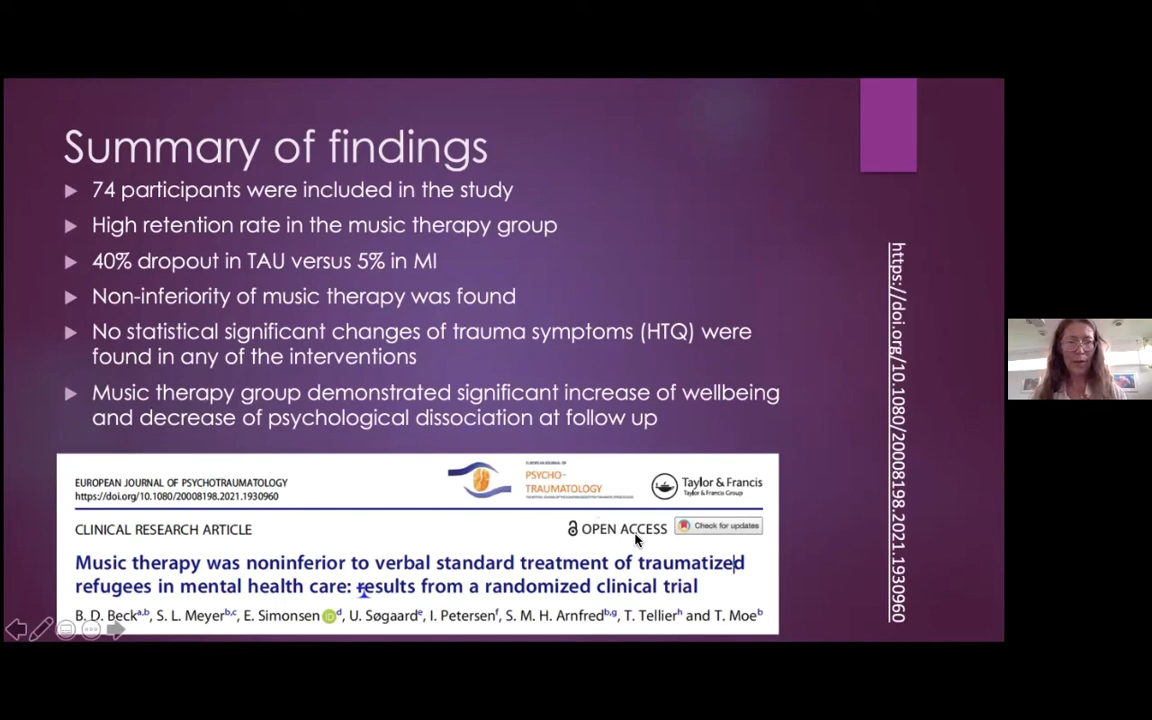 Summary of findings
74 participants were included in the study
High retention rate in the music therapy group
40% dropout in TAU versus 5% in MI
Non-inferiority of music therapy was found
No statistical significant changes of trauma symptoms (HTQ) were
found in any of the interventions
Music therapy group demonstrated significant increase of wellbeing
and decrease of psychological dissociation at follow up
https://doi.org/10.1080/20008198.2021.1930960
EUROPEAN JOURNAL OF PSYCHOTRAUMATOLOGY
https://doi.org/10.1080/20008198.2021.1930960
EUROPEAN JOURNAL OF
PSYCHO-
TRAUMATOLOGY
Taylor & Francis
Taylor & Francis Group
CLINICAL RESEARCH ARTICLE
OPEN ACCESS
Check for updates
Music therapy was noninferior to verbal standard treatment of traumatized
refugees in mental health care: results from a randomized clinical trial
B. D. Beck a,b, S. L. Meyer b,c, E. Simonsen d, U. Søgaard e, I. Petersen f, S. M. H. Arnfred b,g, T. Tellier h and T. Moe b